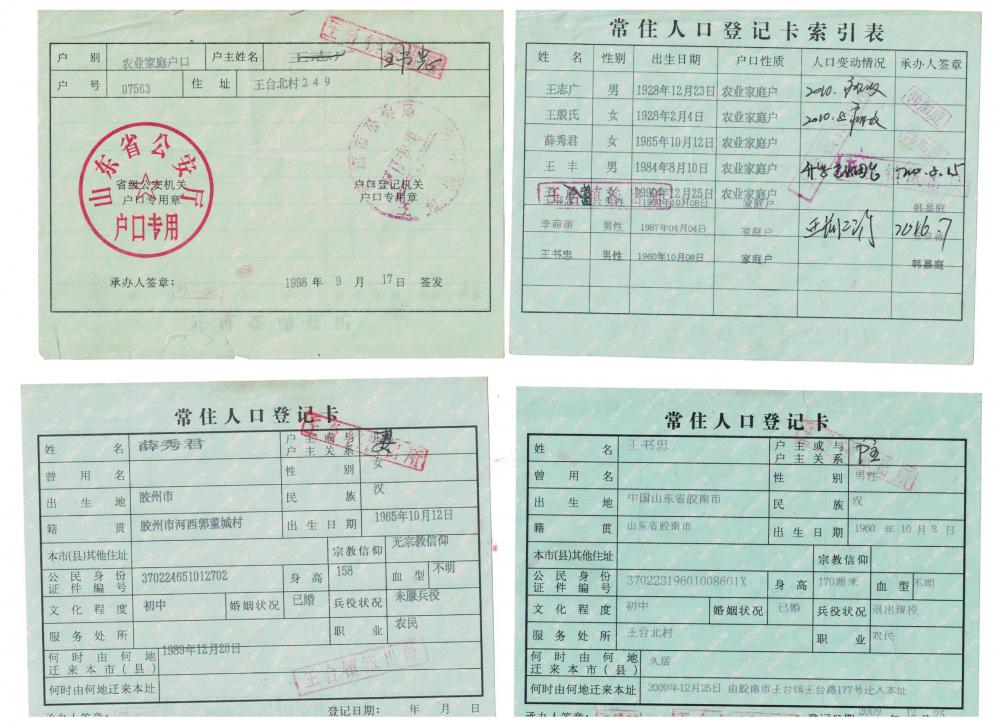 户 别 农业家庭户口 户主姓名 王志广 王书忠
户 号 07563 住 址 王台北村249
山东省公安厅
户口专用
省级公安机关
户口专用章
户口登记机关
户口专用章
承办人签章：
1998 年 9 月 17 日 签发
常住人口登记卡索引表
姓 名 性别 出生日期 户口性质 人口变动情况 承办人签章
王志广 男 1928年12月23日 农业家庭户 2010.
王殷氏 女 1928年2月4日 农业家庭户 2010.
薛秀君 女 1965年10月12日 农业家庭户
王 丰 男 1984年8月10日 农业家庭户
12月25日 农业家庭户
男性 1960年10月08日 家庭户 韩嘉庭
李萌萌 男性 1987年04月04日 家庭户 2016.7
王书忠 男性 1960年10月08日 家庭户 韩嘉庭
常住人口登记卡
姓 名 薛秀君 户主或与户主关系 妻
曾用名 性 别 女
出生地 胶州市 民 族 汉
籍 贯 胶州市河西郭董城村 出生日期 1965年10月12日
本市(县)其他住址 宗教信仰 无宗教信仰
公民身份证件编号 370224651012702 身高 158 血型 不明
文化程度 初中 婚姻状况 已婚 兵役状况 未服兵役
服务处所 职 业 农民
何时由何地迁来本市(县) 1989年12月20日
王台镇派出所
何时由何地迁来本址
登记日期： 年 月 日
常住人口登记卡
姓 名 王书忠 户主或与户主关系 户主
曾用名 性 别 男性
出生地 中国山东省胶南市 民 族 汉
籍 贯 山东省胶南市 出生日期 1960 年 10 月 8 日
本市(县)其他住址 宗教信仰
公民身份证件编号 37022319601008601X 身高 170厘米 血型 不明
文化程度 初中 婚姻状况 已婚 兵役状况 退出现役
服务处所 王台北村 职 业 农民
何时由何地迁来本市(县) 久居
何时由何地迁来本址 2009年12月25日 由胶南市王台镇王台路177号迁入本址
承办人签章： 登记日期：2009 年 12 月 25